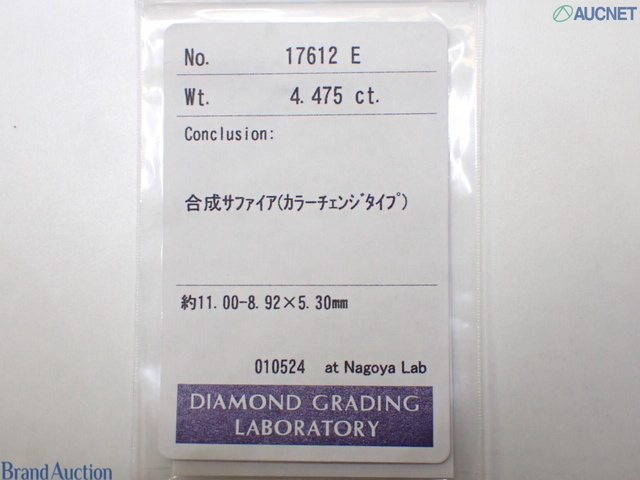 AUCNET
No. 17612 E
Wt. 4.475 ct.
Conclusion:
合成サファイア(カラーチェンジタイプ)
約11.00-8.92×5.30mm
010524 at Nagoya Lab
DIAMOND GRADING
LABORATORY
Brand Auction